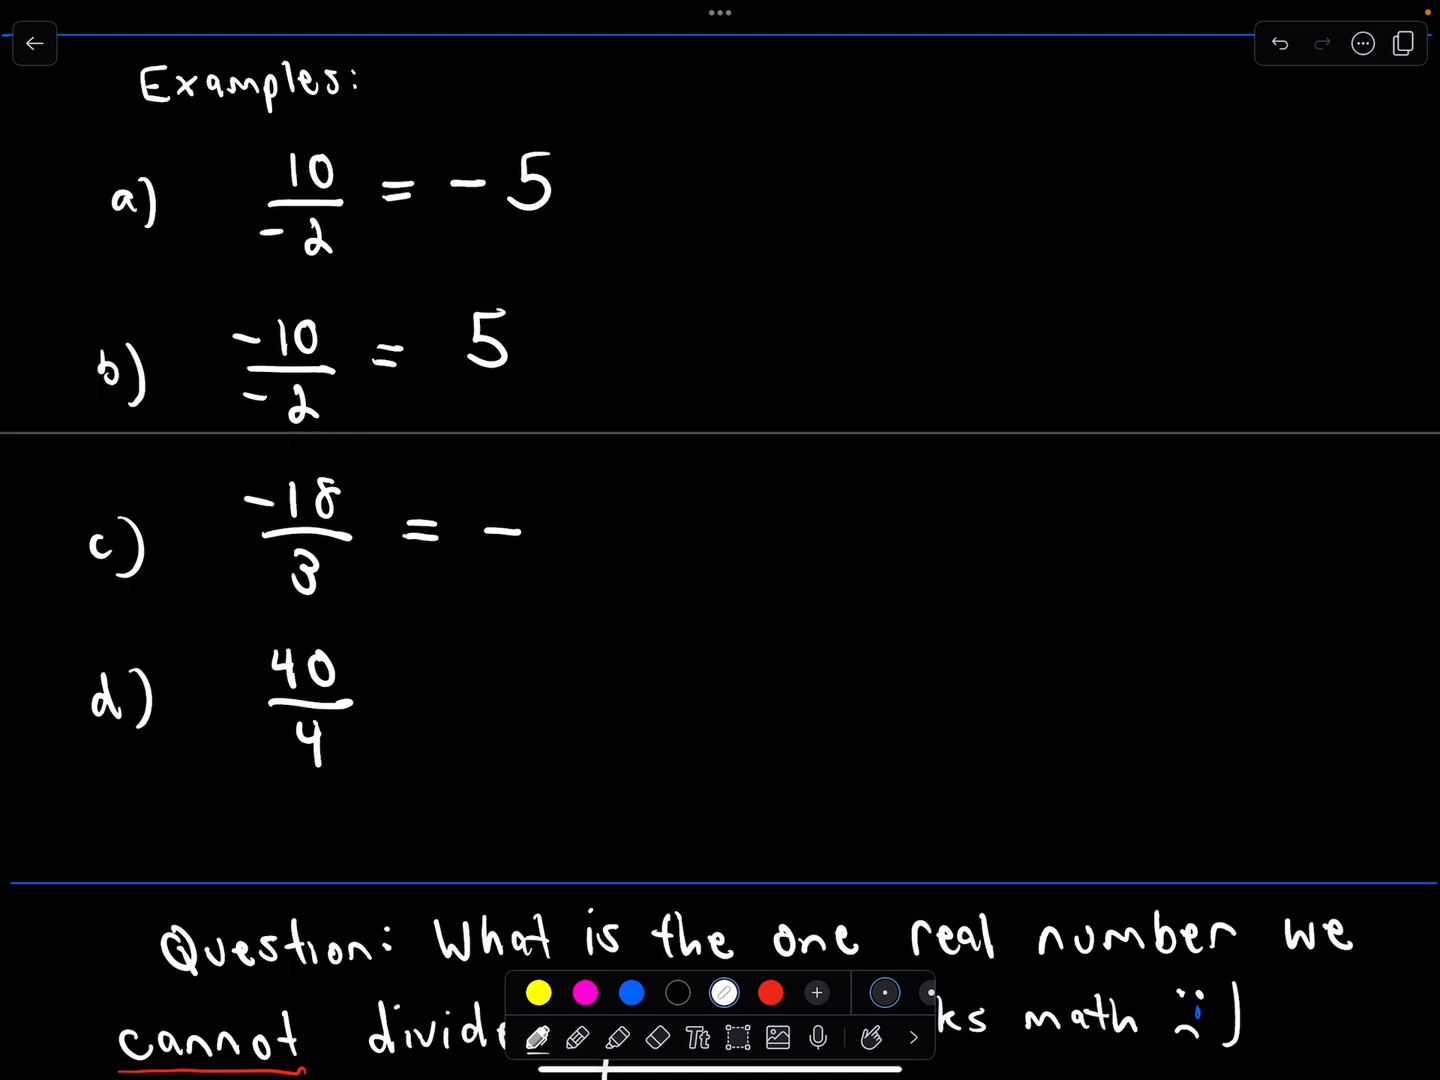 Examples:
a) 10/-2 = -5
b) -10/-2 = 5
c) -18/3 = -
d) 40/4
Question: What is the one real number we
cannot divide ks math
Tt